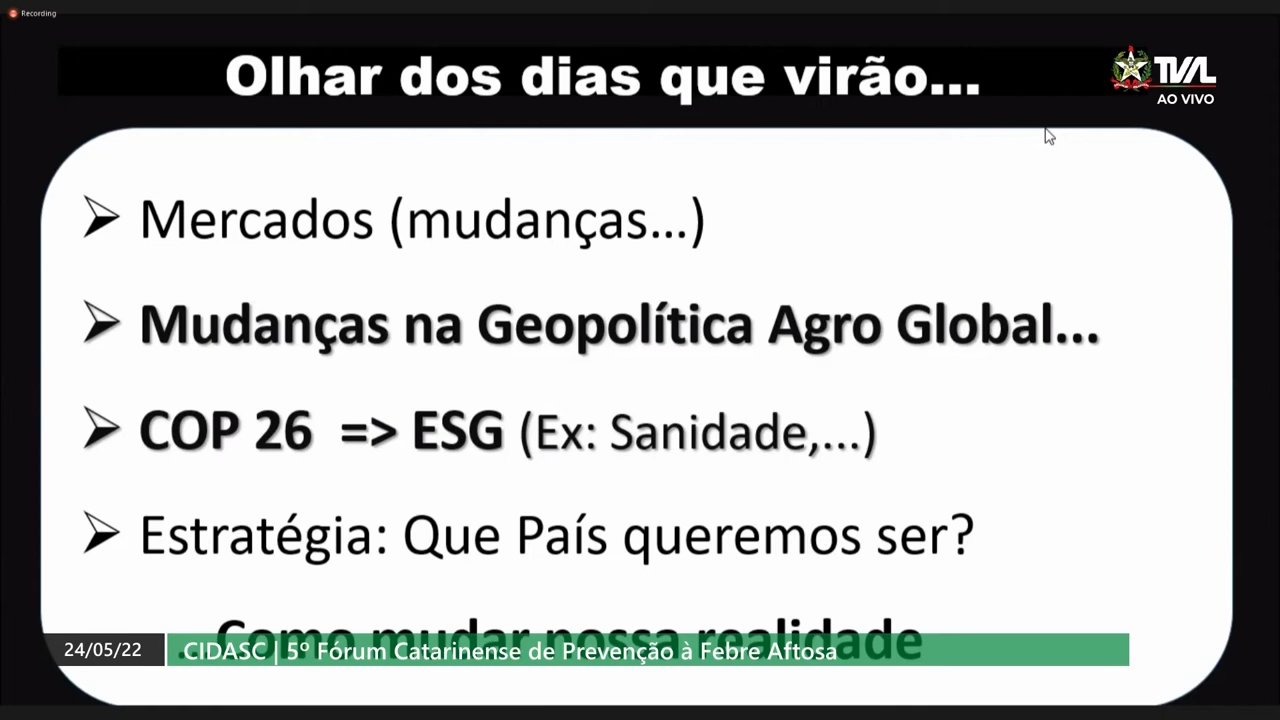 Recording
Olhar dos dias que virão...
TVAL
AO VIVO
Mercados (mudanças...)
Mudanças na Geopolítica Agro Global...
COP 26 => ESG (Ex: Sanidade,...)
Estratégia: Que País queremos ser?
...Como mudar nossa realidade
24/05/22
CIDASC | 5º Fórum Catarinense de Prevenção à Febre Aftosa